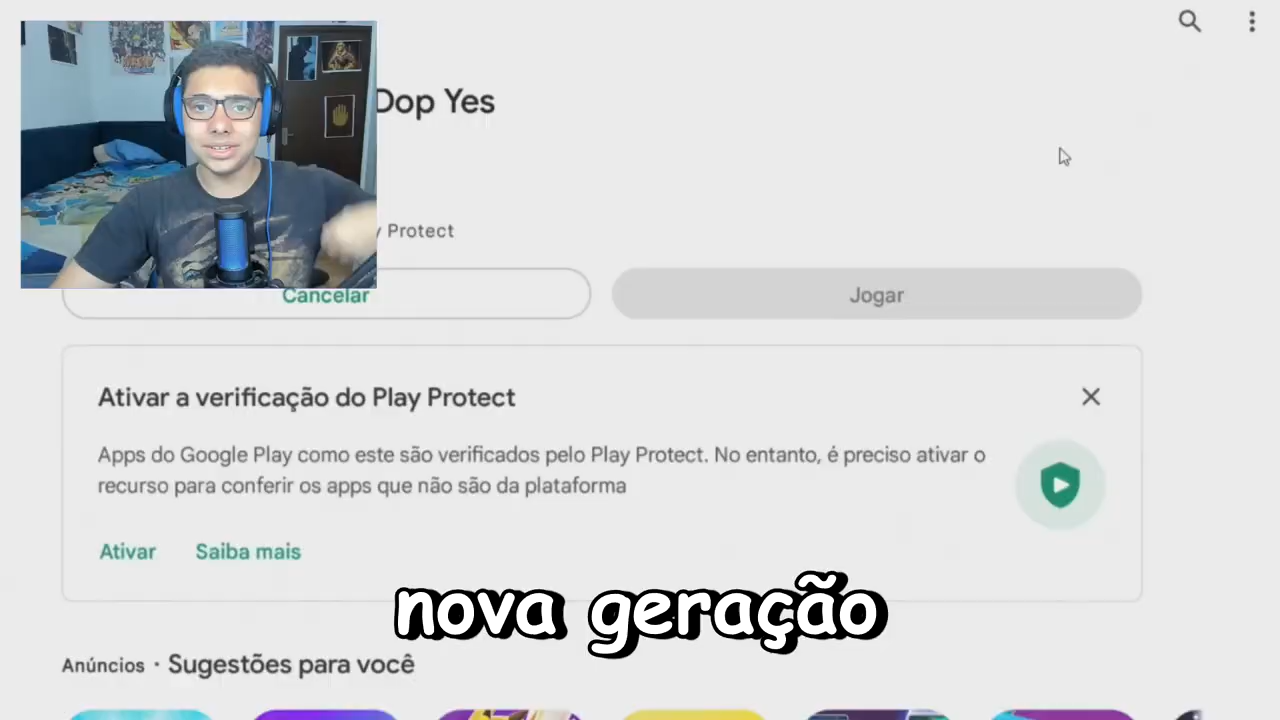 Dop Yes
Protect
Cancelar
Jogar
Ativar a verificação do Play Protect
Apps do Google Play como este são verificados pelo Play Protect. No entanto, é preciso ativar o
recurso para conferir os apps que não são da plataforma
Ativar
Saiba mais
nova geração
Anúncios · Sugestões para você